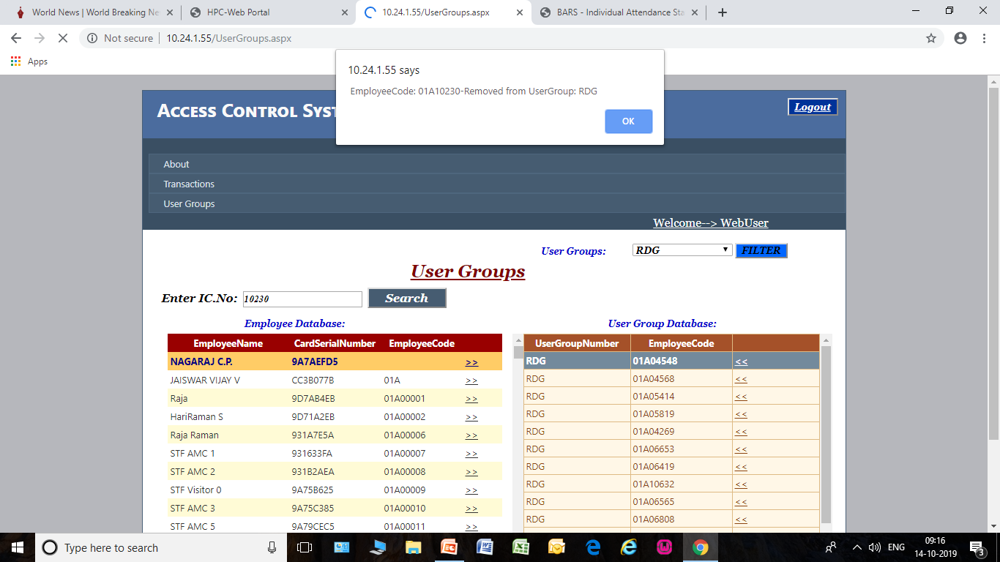 World News | World Breaking Ne
HPC-Web Portal
10.24.1.55/UserGroups.aspx
BARS - Individual Attendance Sta
Not secure | 10.24.1.55/UserGroups.aspx
Apps
10.24.1.55 says
EmployeeCode: 01A10230-Removed from UserGroup: RDG
OK
ACCESS CONTROL SYST
Logout
About
Transactions
User Groups
Welcome--> WebUser
User Groups: RDG FILTER
User Groups
Enter IC.No: 10230 Search
Employee Database: User Group Database:
EmployeeName CardSerialNumber EmployeeCode
NAGARAJ C.P. 9A7AEFD5 >>
JAISWAR VIJAY V CC3B077B 01A >>
Raja 9D7AB4EB 01A00001 >>
HariRaman S 9D71A2EB 01A00002 >>
Raja Raman 931A7E5A 01A00006 >>
STF AMC 1 931633FA 01A00007 >>
STF AMC 2 931B2AEA 01A00008 >>
STF Visitor 0 9A75B625 01A00009 >>
STF AMC 3 9A75C385 01A00010 >>
STF AMC 5 9A79CEC5 01A00011 >>
UserGroupNumber EmployeeCode
RDG 01A04548 <<
RDG 01A04568 <<
RDG 01A05414 <<
RDG 01A05819 <<
RDG 01A04269 <<
RDG 01A06653 <<
RDG 01A06419 <<
RDG 01A10632 <<
RDG 01A06565 <<
RDG 01A06808 <<
Type here to search
ENG
09:16
14-10-2019
3